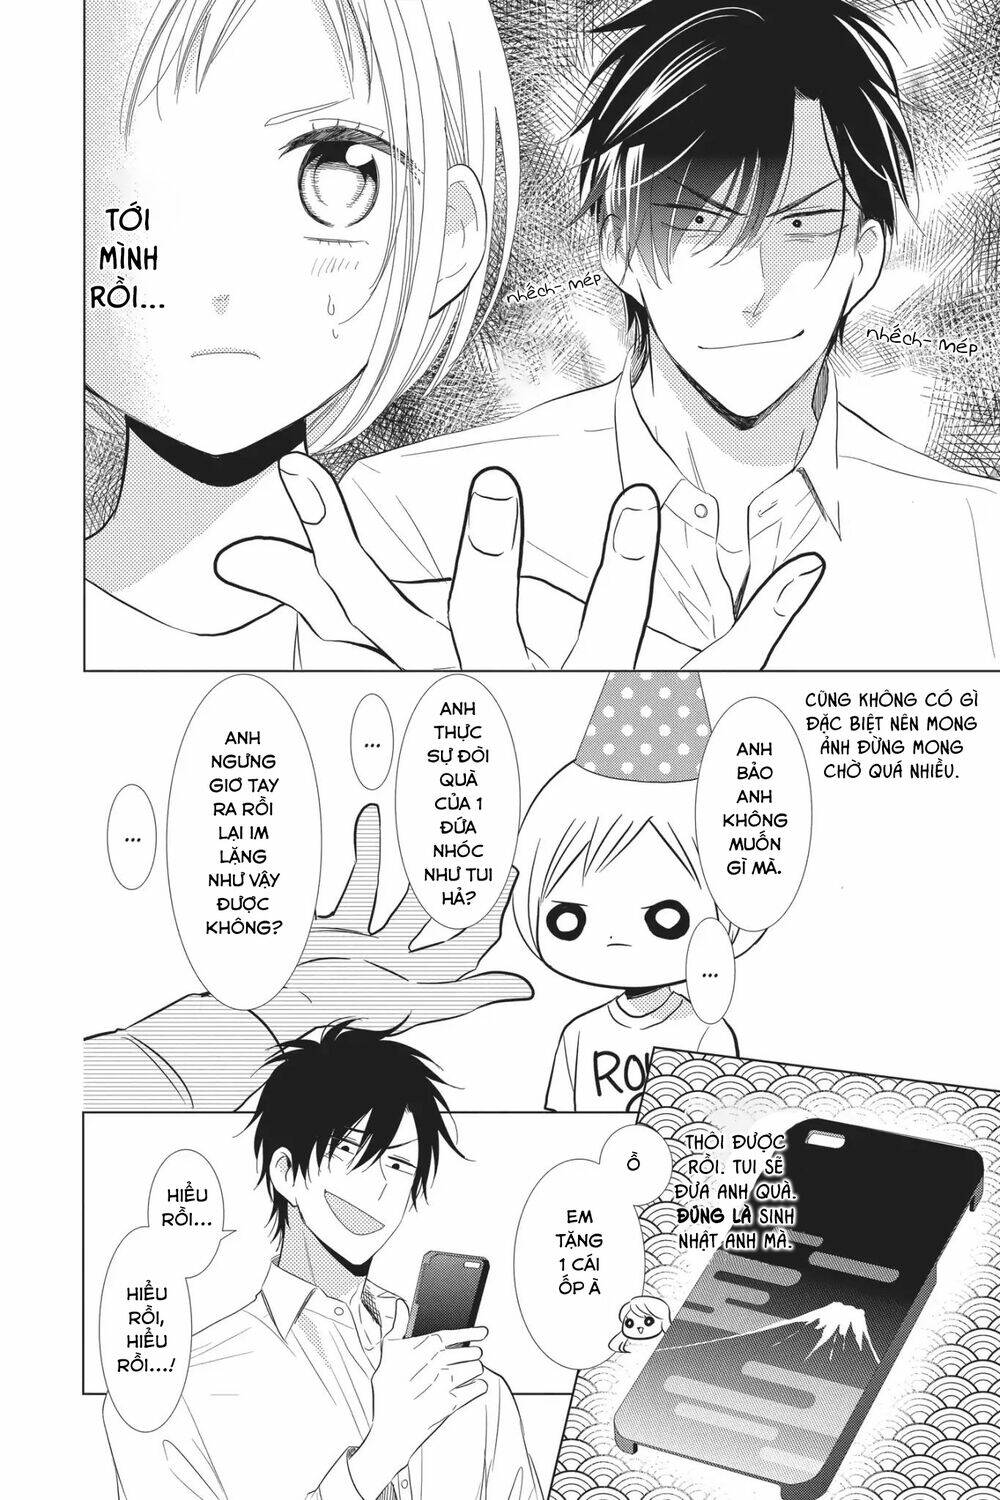 TỚI
MÌNH
RỒI...
nhếch- mép
nhếch- mép
CŨNG KHÔNG CÓ GÌ
ĐẶC BIỆT NÊN MONG
ẢNH ĐỪNG MONG
CHỜ QUÁ NHIỀU.
ANH
BẢO
ANH
KHÔNG
MUỐN
GÌ MÀ.
...
ANH
THỰC
SỰ ĐÒI
QUÀ
CỦA 1
ĐỨA
NHÓC
NHƯ TUI
HẢ?
...
ANH
NGƯNG
GIƠ TAY
RA RỒI
LẠI IM
LẶNG
NHƯ VẬY
ĐƯỢC
KHÔNG?
...
THÔI ĐƯỢC
RỒI. TUI SẼ
ĐƯA ANH QUÀ.
ĐÚNG LÀ SINH
NHẬT ANH MÀ.
Ồ
EM
TẶNG
1 CÁI
ỐP À
HIỂU
RỒI...
HIỂU
RỒI,
HIỂU
RỒI...!